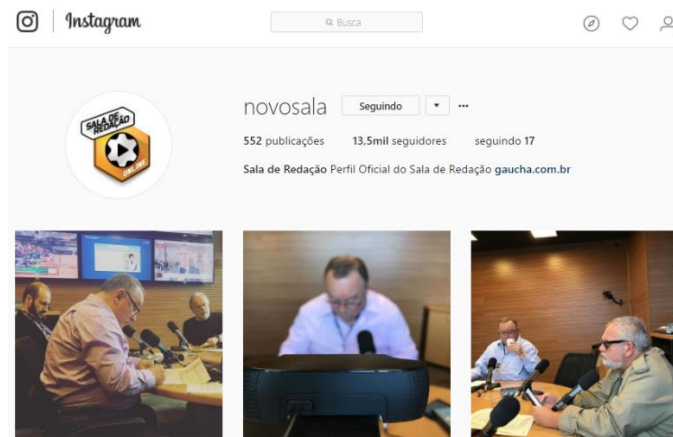 Instagram
Busca
novosala Seguindo
552 publicações 13,5mil seguidores seguindo 17
Sala de Redação Perfil Oficial do Sala de Redação gaucha.com.br
SALA DE
REDAÇÃO
ONLINE